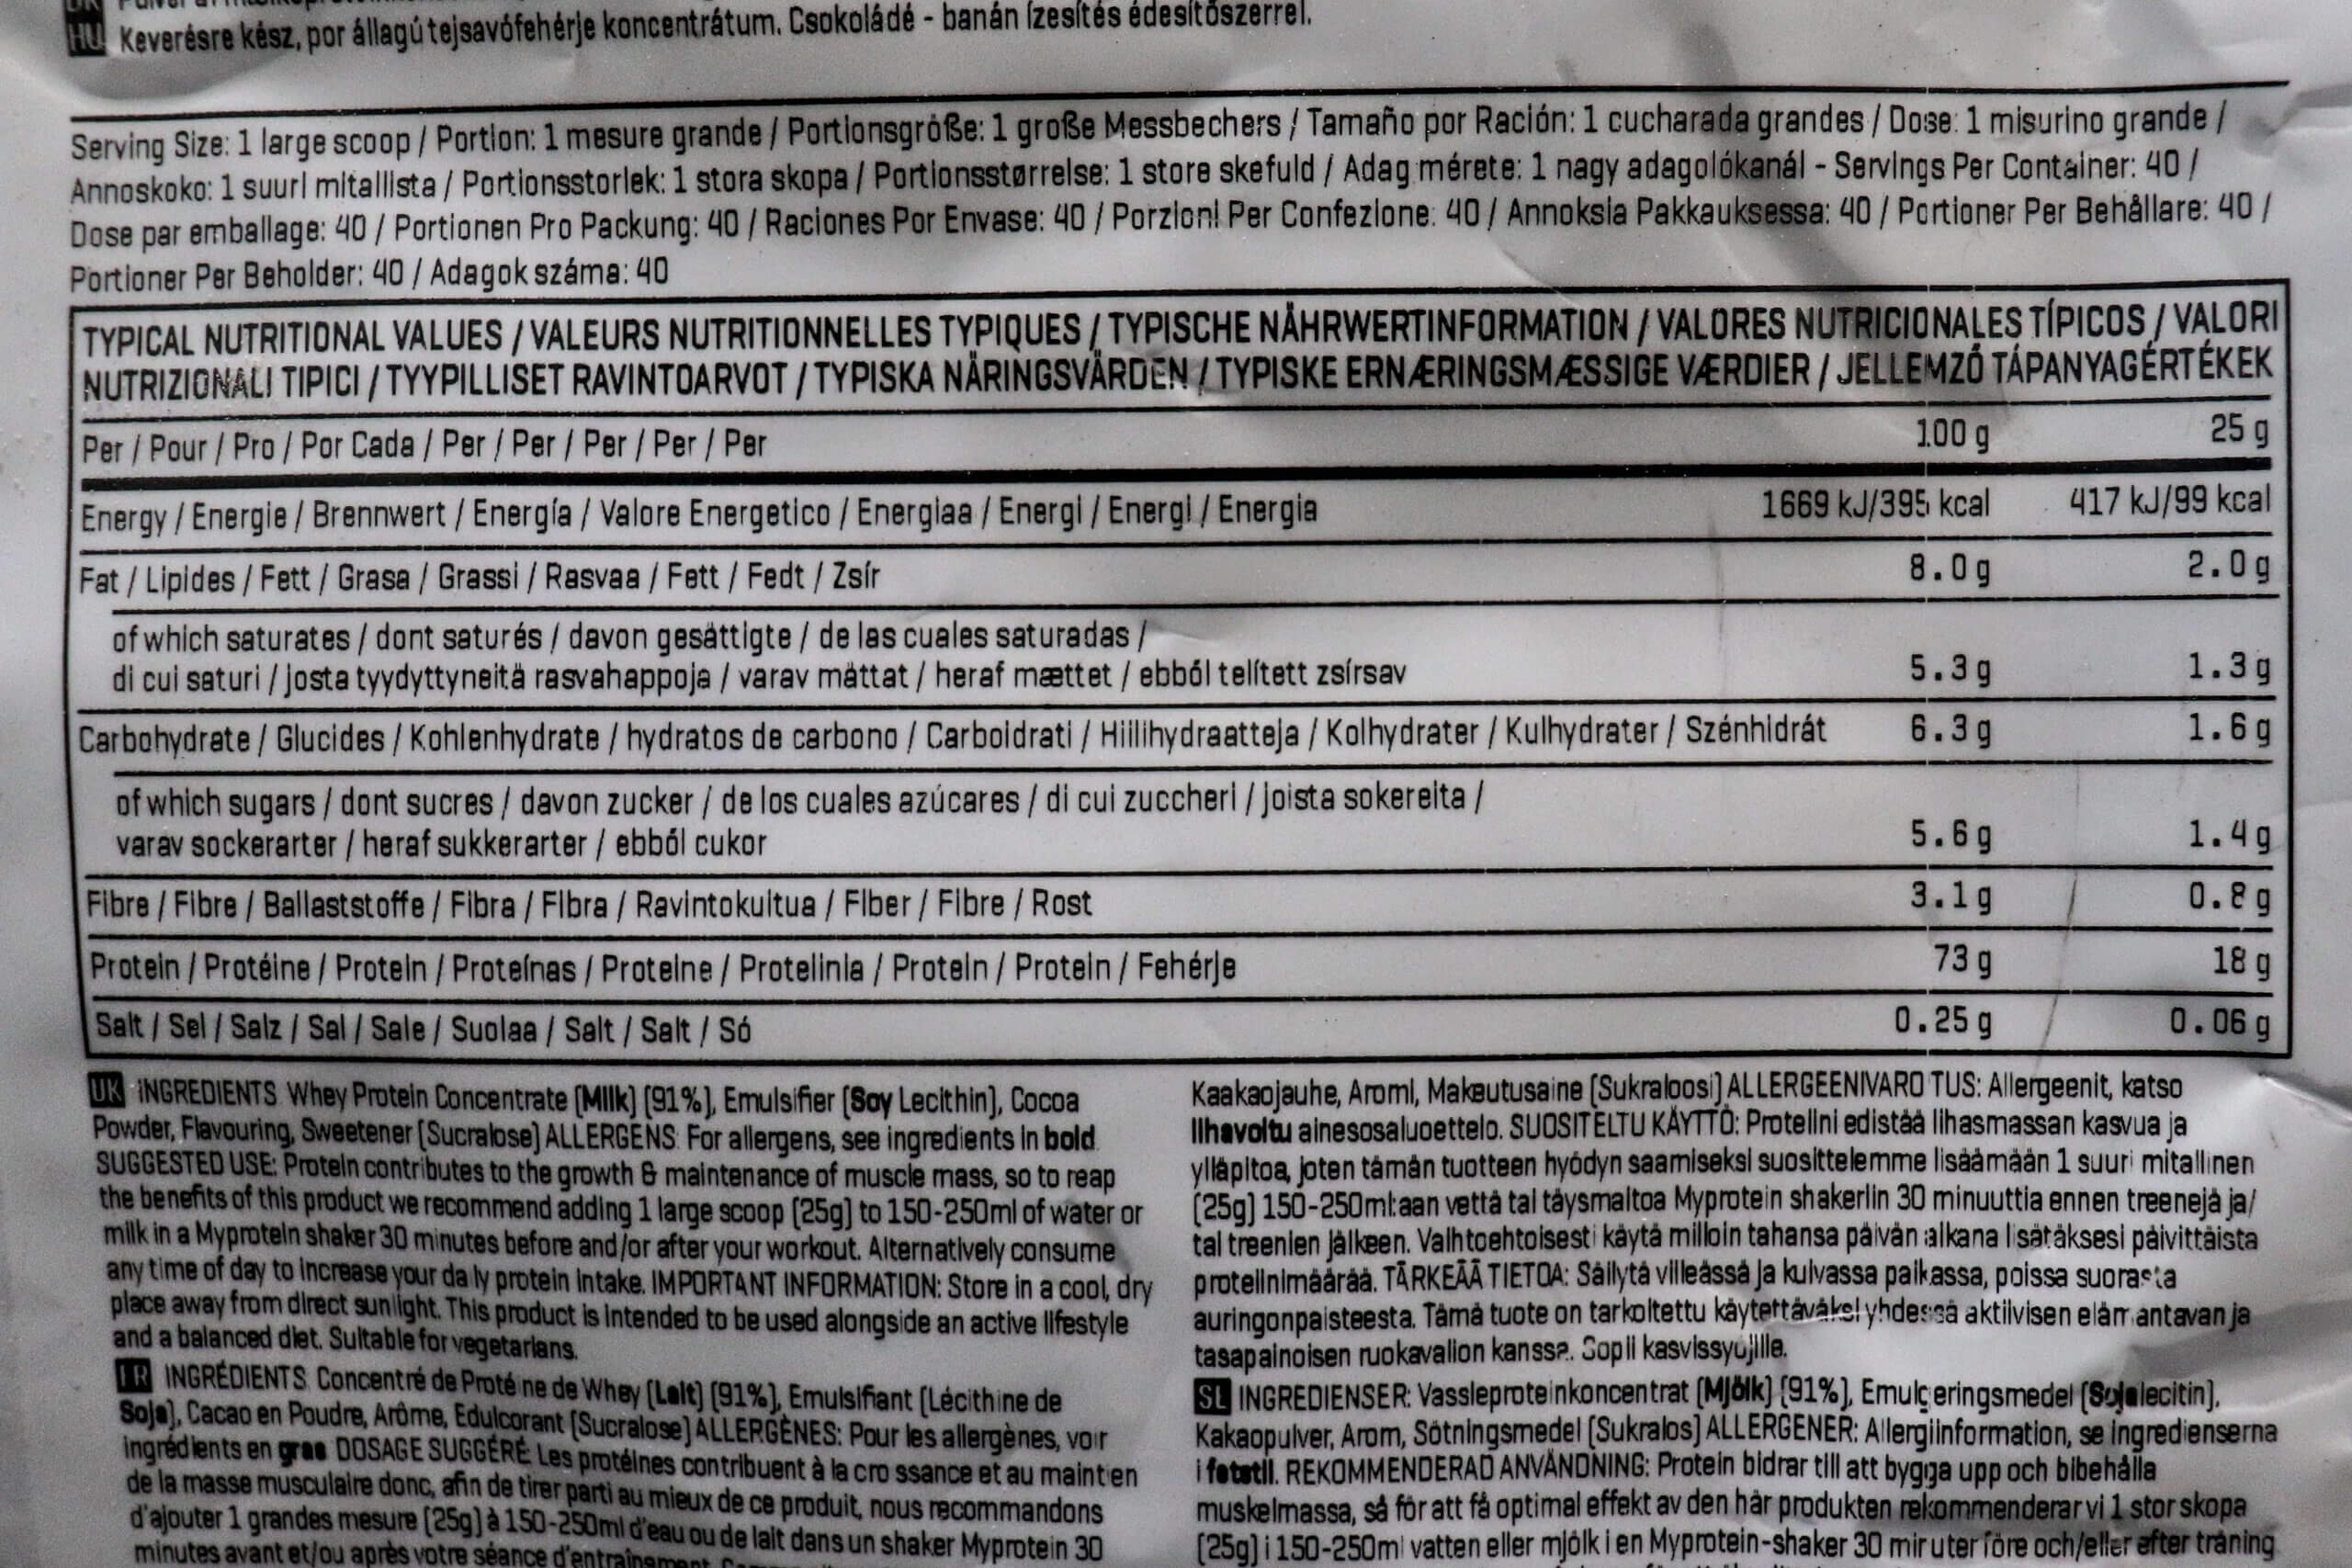 HU Keverésre kész, por állagú tejsavófehérje koncentrátum. Csokoládé - banán ízesítés édesítőszerrel.
Serving Size: 1 large scoop / Portion: 1 mesure grande / Portionsgröße: 1 große Messbechers / Tamaño por Ración: 1 cucharada grandes / Dose: 1 misurino grande /
Annoskoko: 1 suuri mitallista / Portionsstorlek: 1 stora skopa / Portionsstørrelse: 1 store skefuld / Adag mérete: 1 nagy adagolókanál - Servings Per Container: 40 /
Dose par emballage: 40 / Portionen Pro Packung: 40 / Raciones Por Envase: 40 / Porzioni Per Confezione: 40 / Annoksia Pakkauksessa: 40 / Portioner Per Behållare: 40 /
Portioner Per Beholder: 40 / Adagok száma: 40
TYPICAL NUTRITIONAL VALUES / VALEURS NUTRITIONNELLES TYPIQUES / TYPISCHE NÄHRWERTINFORMATION / VALORES NUTRICIONALES TÍPICOS / VALORI
NUTRIZIONALI TIPICI / TYYPILLISET RAVINTOARVOT / TYPISKA NÄRINGSVÄRDEN / TYPISKE ERNÆRINGSMÆSSIGE VÆRDIER / JELLEMZŐ TÁPANYAGÉRTÉKEK
Per / Pour / Pro / Por Cada / Per / Per / Per / Per / Per 100 g 25 g
Energy / Energie / Brennwert / Energía / Valore Energetico / Energiaa / Energi / Energi / Energia 1669 kJ/395 kcal 417 kJ/99 kcal
Fat / Lipides / Fett / Grasa / Grassi / Rasvaa / Fett / Fedt / Zsír 8.0 g 2.0 g
of which saturates / dont saturés / davon gesättigte / de las cuales saturadas /
di cui saturi / josta tyydyttyneitä rasvahappoja / varav mättat / heraf mættet / ebből telített zsírsav 5.3 g 1.3 g
Carbohydrate / Glucides / Kohlenhydrate / hydratos de carbono / Carboidrati / Hiilihydraatteja / Kolhydrater / Kulhydrater / Szénhidrát 6.3 g 1.6 g
of which sugars / dont sucres / davon zucker / de los cuales azúcares / di cui zuccheri / joista sokereita /
varav sockerarter / heraf sukkerarter / ebből cukor 5.6 g 1.4 g
Fibre / Fibre / Ballaststoffe / Fibra / Fibra / Ravintokuitua / Fiber / Fibre / Rost 3.1 g 0.8 g
Protein / Protéine / Protein / Proteínas / Proteine / Proteiinia / Protein / Protein / Fehérje 73 g 18 g
Salt / Sel / Salz / Sal / Sale / Suolaa / Salt / Salt / Só 0.25 g 0.06 g
UK INGREDIENTS Whey Protein Concentrate (Milk) (91%), Emulsifier (Soy Lecithin), Cocoa
Powder, Flavouring, Sweetener (Sucralose) ALLERGENS: For allergens, see ingredients in bold.
SUGGESTED USE: Protein contributes to the growth & maintenance of muscle mass, so to reap
the benefits of this product we recommend adding 1 large scoop (25g) to 150-250ml of water or
milk in a Myprotein shaker 30 minutes before and/or after your workout. Alternatively consume
any time of day to increase your daily protein intake. IMPORTANT INFORMATION: Store in a cool, dry
place away from direct sunlight. This product is intended to be used alongside an active lifestyle
and a balanced diet. Suitable for vegetarians.
FR INGRÉDIENTS Concentré de Protéine de Whey (Lait) (91%), Emulsifiant (Lécithine de
Soja), Cacao en Poudre, Arôme, Edulcorant (Sucralose) ALLERGÈNES: Pour les allergènes, voir
ingrédients en gras DOSAGE SUGGÉRÉ Les protéines contribuent à la croissance et au maintien
de la masse musculaire donc, afin de tirer parti au mieux de ce produit, nous recommandons
d'ajouter 1 grandes mesure (25g) à 150-250ml d'eau ou de lait dans un shaker Myprotein 30
minutes avant et/ou après votre séance d'entraînement
Kaakaojauhe, Aromi, Makeutusaine (Sukraloosi) ALLERGEENIVAROTUS: Allergeenit, katso
lihavoitu ainesosaluoettelo. SUOSITELTU KÄYTTÖ: Proteiini edistää lihasmassan kasvua ja
ylläpitoa, joten tämän tuotteen hyödyn saamiseksi suosittelemme lisäämään 1 suuri mitallinen
(25g) 150-250ml:aan vettä tai täysmaitoa Myprotein shakeriin 30 minuuttia ennen treenejä ja/
tai treenien jälkeen. Vaihtoehtoisesti käytä milloin tahansa päivän aikana lisätäksesi päivittäistä
proteiinimäärää. TÄRKEÄÄ TIETOA: Säilytä villeässä ja kuivassa paikassa, poissa suorasta
auringonpaisteesta. Tämä tuote on tarkoitettu käytettäväksi yhdessä aktiivisen elämantavan ja
tasapainoisen ruokavalion kanssa. Sopii kasvissyöjille.
SL INGREDIENSER: Vassleproteinkoncentrat (Mjölk) (91%), Emulgeringsmedel (Sojalecitin),
Kakaopulver, Arom, Sötningsmedel (Sukralos) ALLERGENER: Allergiinformation, se ingredienserna
i fetstil. REKOMMENDERAD ANVÄNDNING: Protein bidrar till att bygga upp och bibehålla
muskelmassa, så för att få optimal effekt av den här produkten rekommenderar vi 1 stor skopa
(25g) i 150-250ml vatten eller mjölk i en Myprotein-shaker 30 minuter före och/eller efter träning